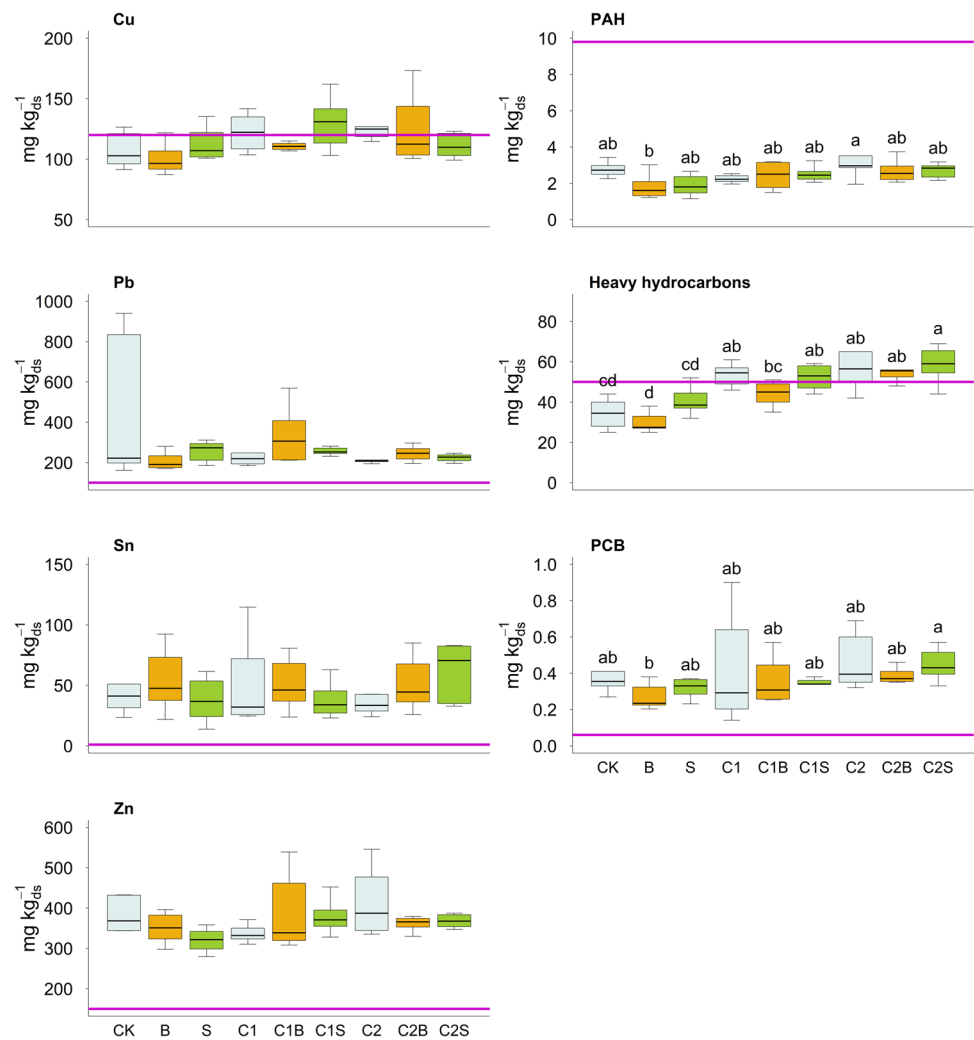 Cu
mg kg⁻¹ds
200
150
100
50
PAH
mg kg⁻¹ds
10
8
6
4
2
0
ab b ab ab ab ab a ab ab
Pb
mg kg⁻¹ds
1000
800
600
400
200
Heavy hydrocarbons
mg kg⁻¹ds
80
60
40
20
0
cd d cd ab bc ab ab ab a
Sn
mg kg⁻¹ds
150
100
50
0
PCB
mg kg⁻¹ds
1.0
0.8
0.6
0.4
0.2
0.0
ab b ab ab ab ab ab ab a
CK B S C1 C1B C1S C2 C2B C2S
Zn
mg kg⁻¹ds
600
500
400
300
200
CK B S C1 C1B C1S C2 C2B C2S